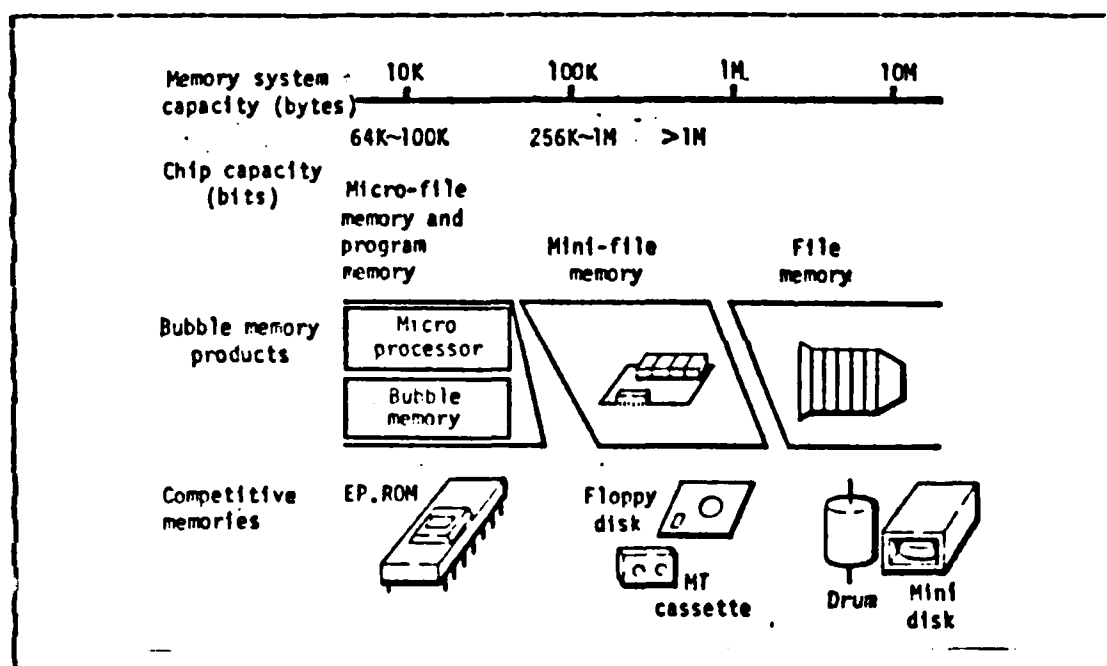 Memory system
capacity (bytes)
10K 100K 1M 10M
64K~100K 256K~1M >1M
Chip capacity
(bits)
Micro-file
memory and
program
memory
Mini-file
memory
File
memory
Bubble memory
products
Micro
processor
Bubble
memory
Competitive
memories
EP.ROM
Floppy
disk
MT
cassette
Drum
Mini
disk